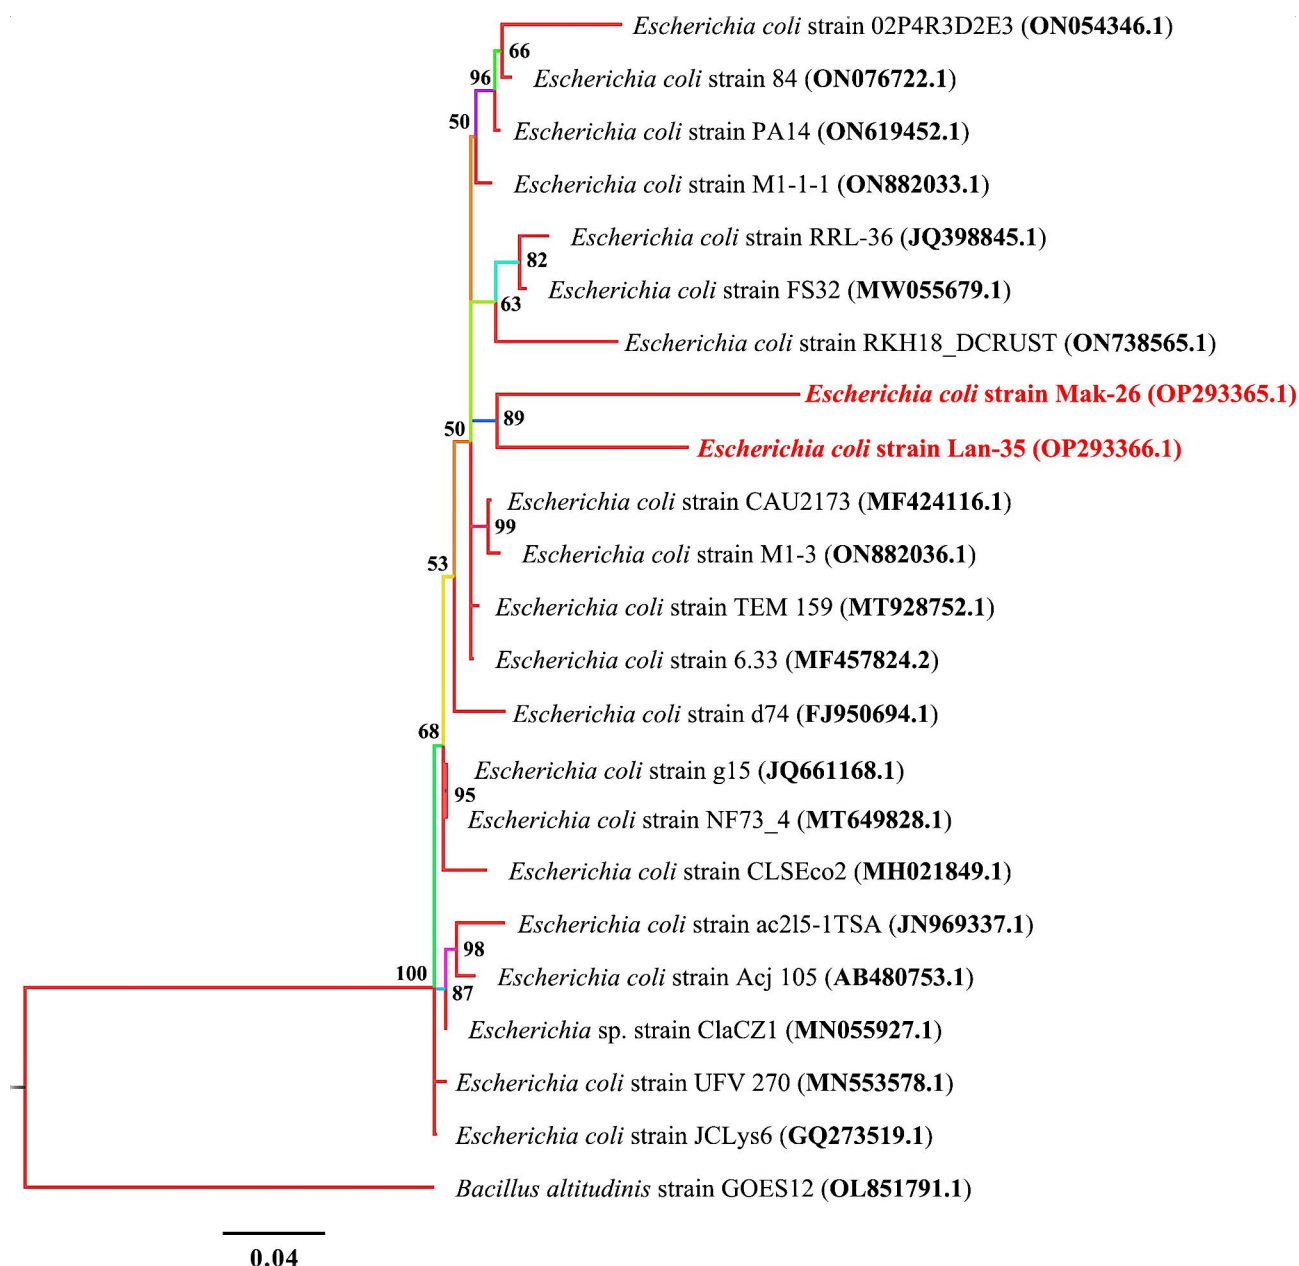 Escherichia coli strain 02P4R3D2E3 (ON054346.1)
66
Escherichia coli strain 84 (ON076722.1)
96
50
Escherichia coli strain PA14 (ON619452.1)
Escherichia coli strain M1-1-1 (ON882033.1)
Escherichia coli strain RRL-36 (JQ398845.1)
82
Escherichia coli strain FS32 (MW055679.1)
63
Escherichia coli strain RKH18_DCRUST (ON738565.1)
Escherichia coli strain Mak-26 (OP293365.1)
89
50
Escherichia coli strain Lan-35 (OP293366.1)
Escherichia coli strain CAU2173 (MF424116.1)
99
Escherichia coli strain M1-3 (ON882036.1)
53
Escherichia coli strain TEM 159 (MT928752.1)
Escherichia coli strain 6.33 (MF457824.2)
Escherichia coli strain d74 (FJ950694.1)
68
Escherichia coli strain g15 (JQ661168.1)
95
Escherichia coli strain NF73_4 (MT649828.1)
Escherichia coli strain CLSEco2 (MH021849.1)
Escherichia coli strain ac2l5-1TSA (JN969337.1)
98
100
Escherichia coli strain Acj 105 (AB480753.1)
87
Escherichia sp. strain ClaCZ1 (MN055927.1)
Escherichia coli strain UFV 270 (MN553578.1)
Escherichia coli strain JCLys6 (GQ273519.1)
Bacillus altitudinis strain GOES12 (OL851791.1)
0.04